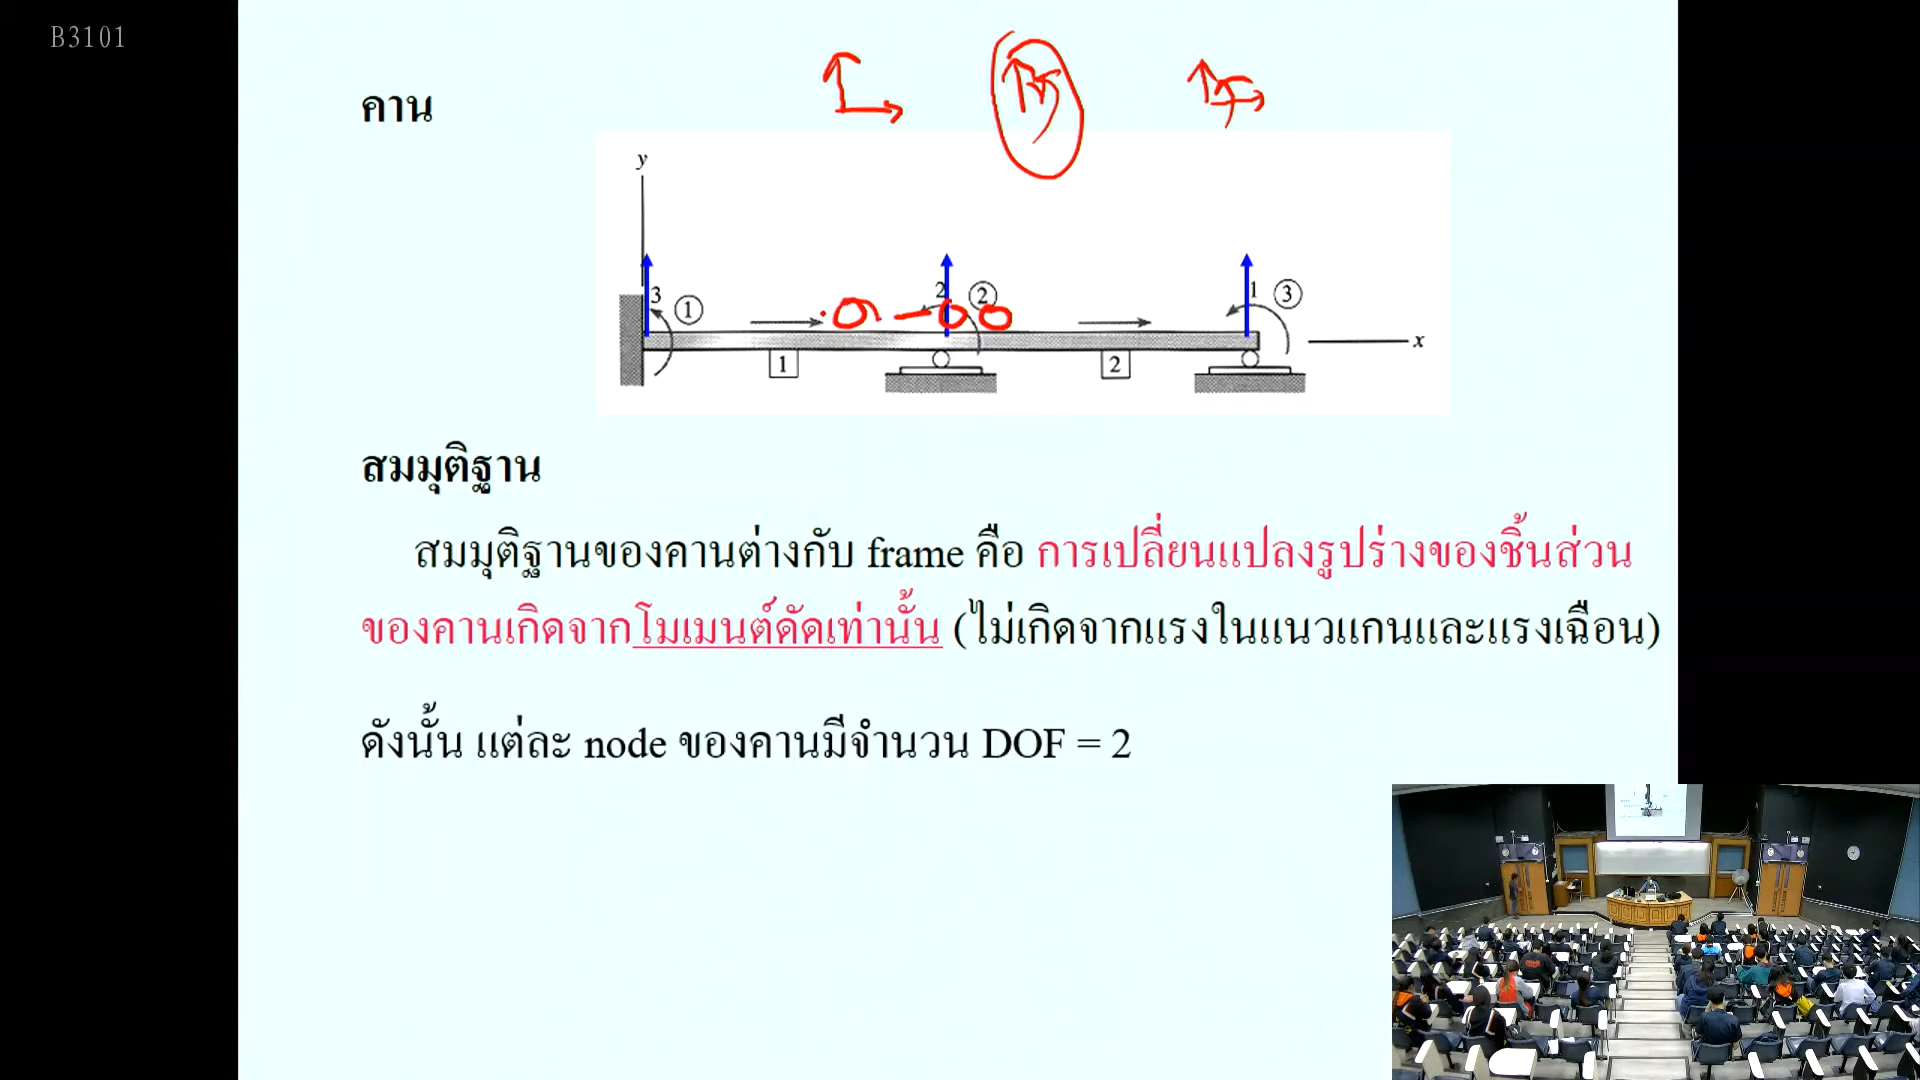 B3101
คาน
y
3 ① 2 ② 1 ③
x
1 2
สมมุติฐาน
สมมุติฐานของคานต่างกับ frame คือ การเปลี่ยนแปลงรูปร่างของชิ้นส่วน
ของคานเกิดจากโมเมนต์ดัดเท่านั้น (ไม่เกิดจากแรงในแนวแกนและแรงเฉือน)
ดังนั้น แต่ละ node ของคานมีจำนวน DOF = 2